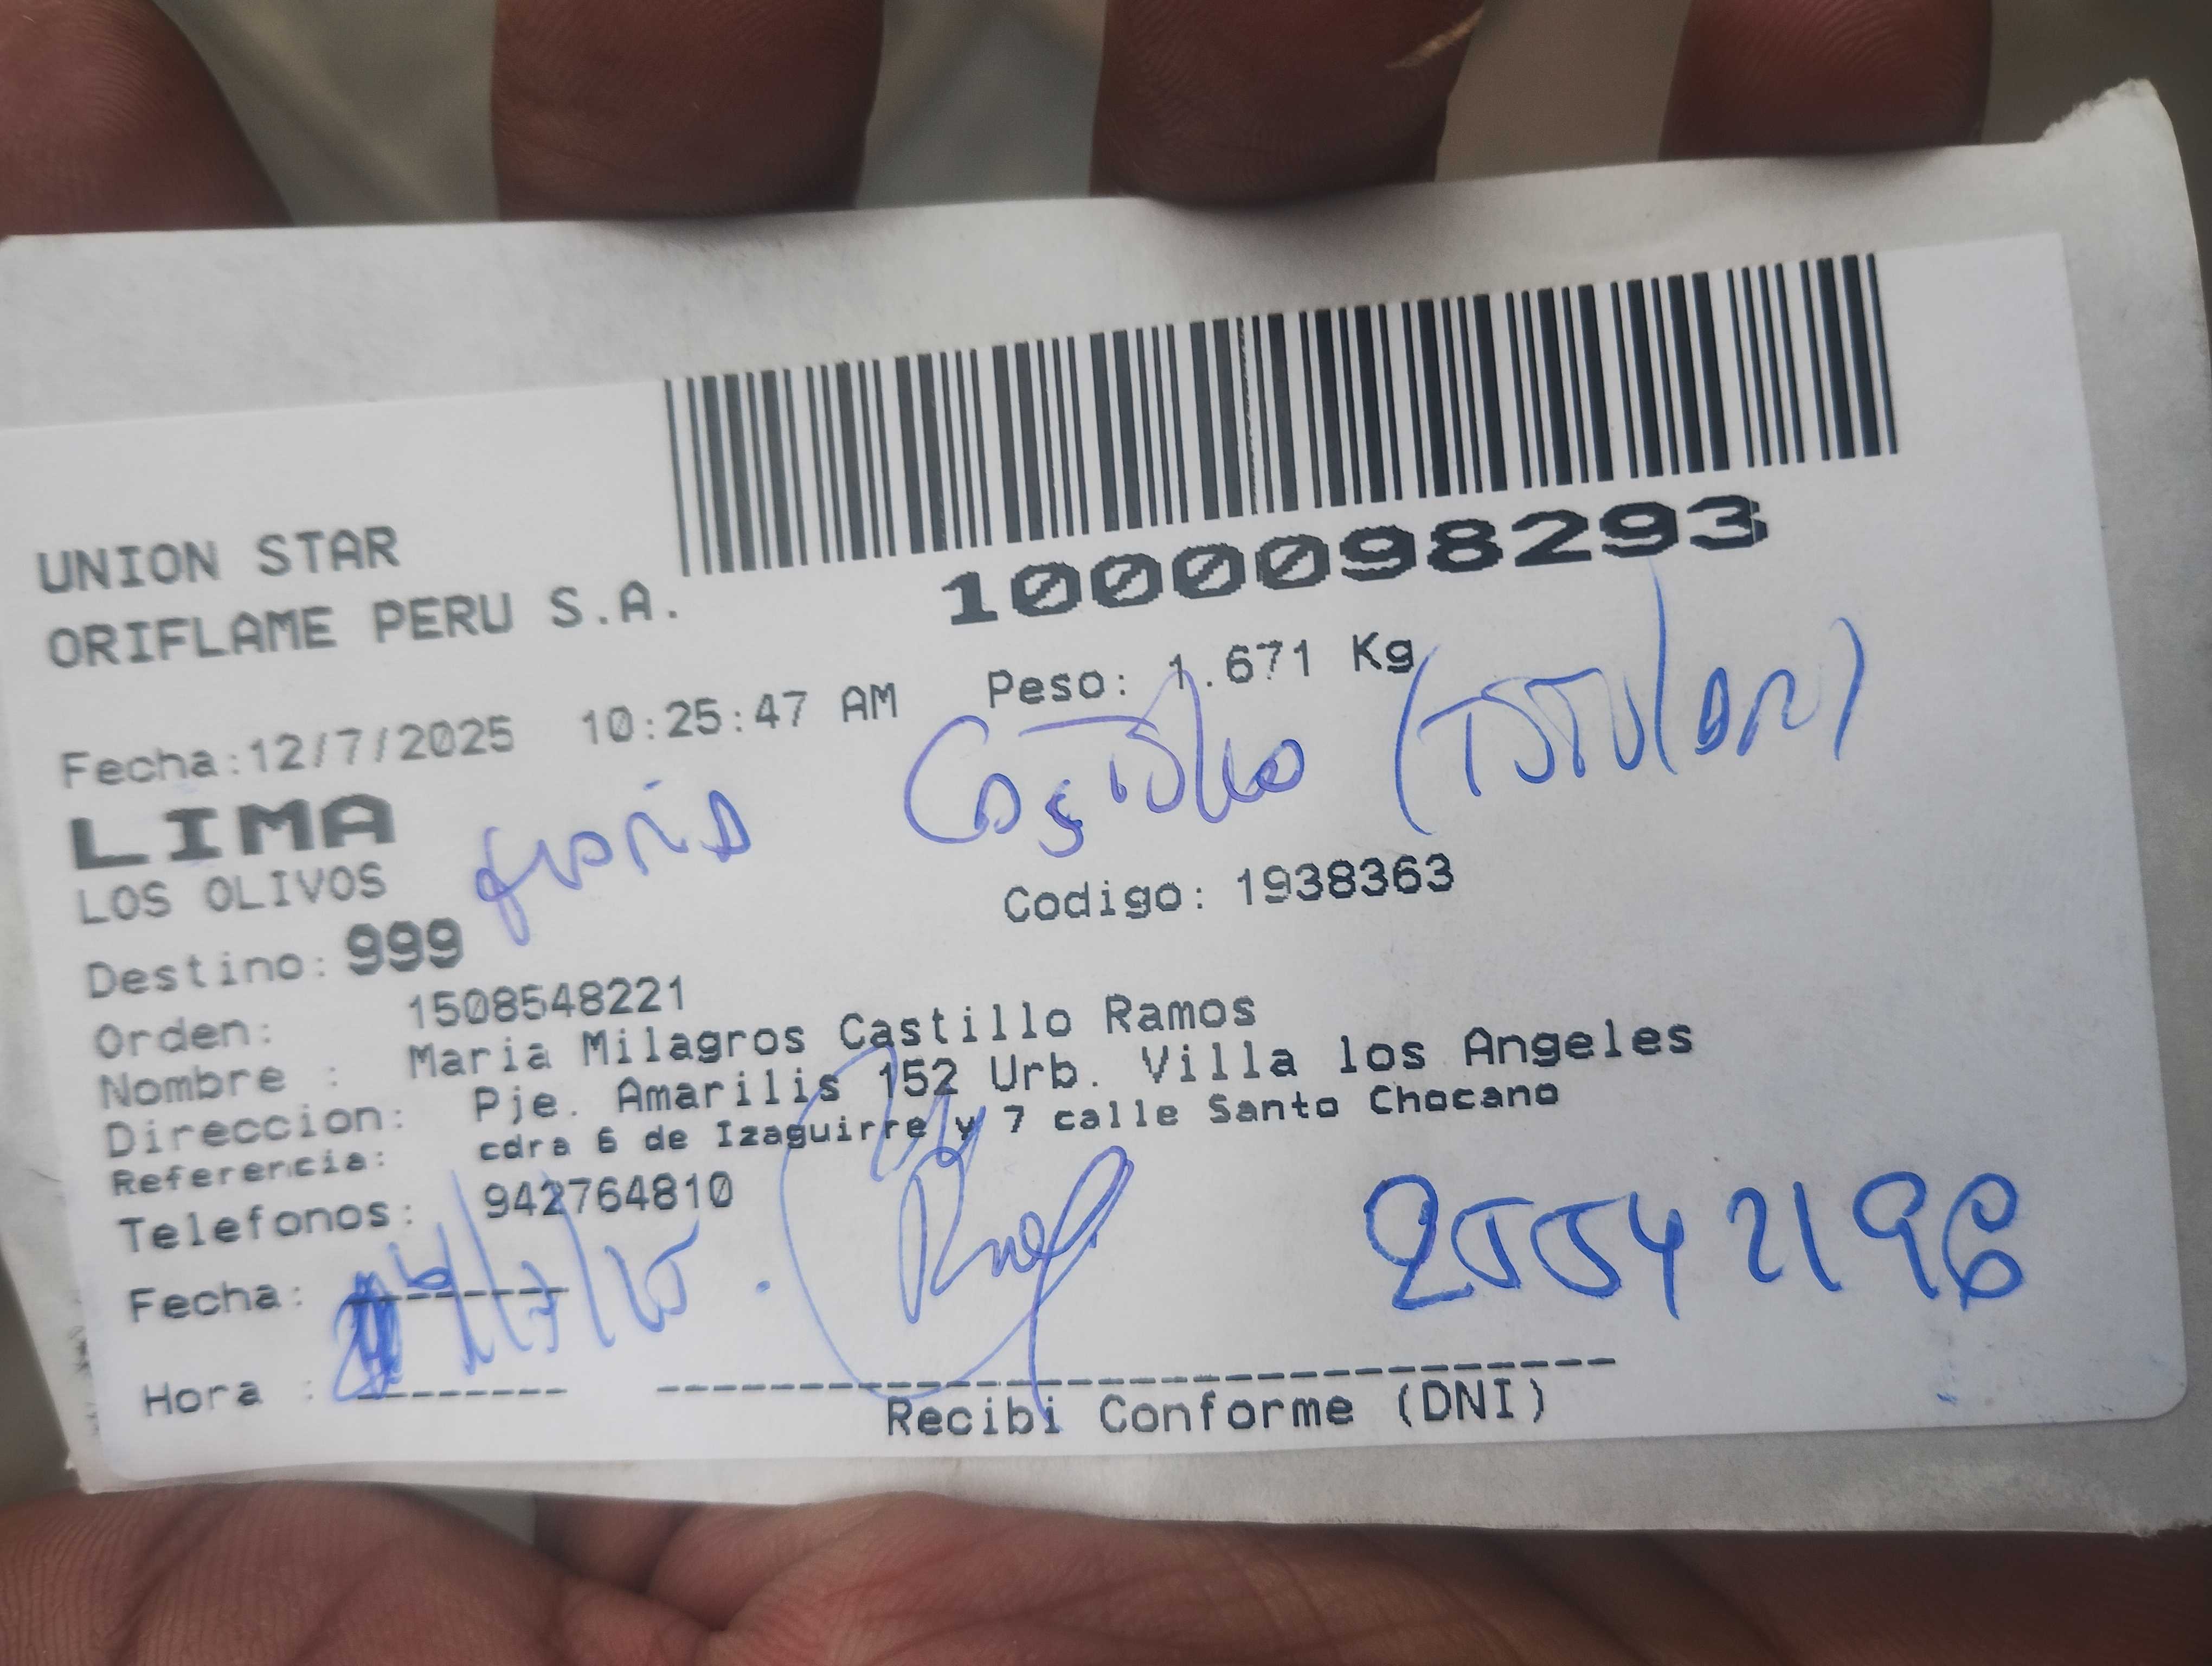 UNION STAR
ORIFLAME PERU S.A.
1000098293
Fecha:12/7/2025 10:25:47 AM Peso: 1.671 Kg
LIMA
Maria Castillo (TITULAR)
LOS OLIVOS
Codigo: 1938363
Destino: 999
Orden: 1508548221
Nombre : Maria Milagros Castillo Ramos
Direccion: Pje. Amarilis 152 Urb. Villa los Angeles
Referencia: cdra 6 de Izaguirre y 7 calle Santo Chocano
Telefonos: 942764810
25542196
Fecha: /7/25
Hora :
Recibi Conforme (DNI)